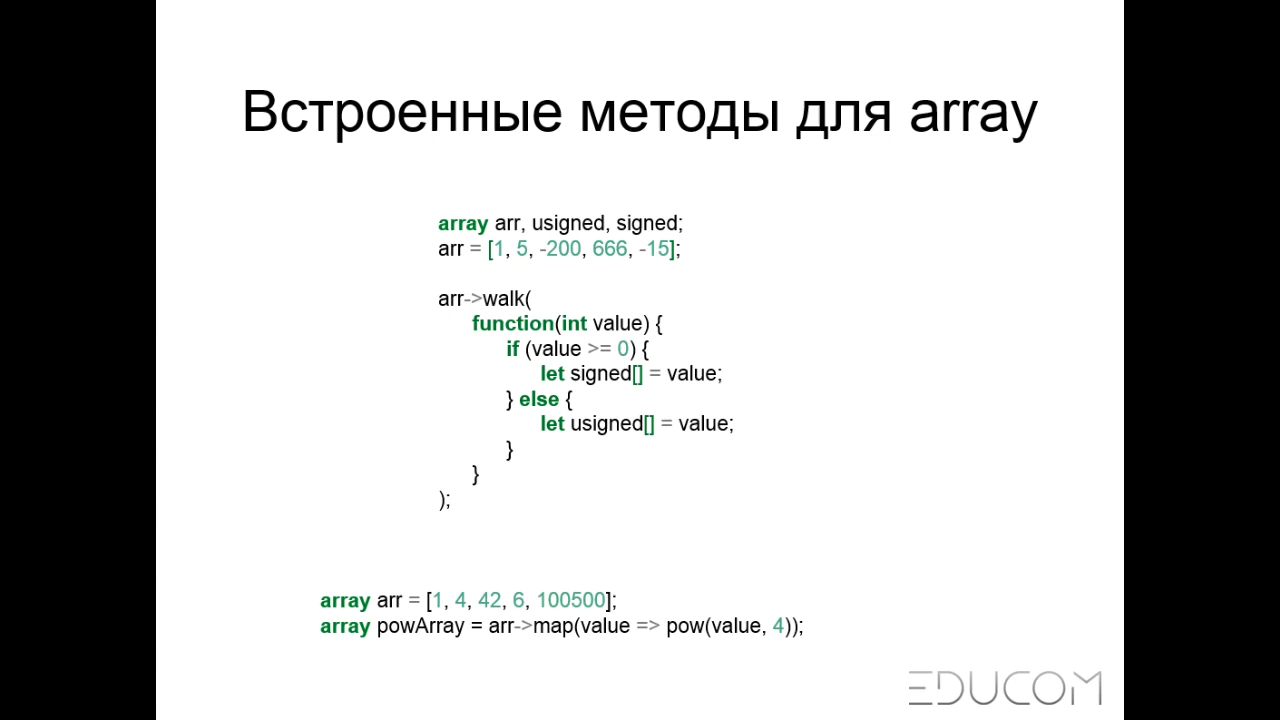 Встроенные методы для array
array arr, usigned, signed;
arr = [1, 5, -200, 666, -15];
arr->walk(
function(int value) {
if (value >= 0) {
let signed[] = value;
} else {
let usigned[] = value;
}
}
);
array arr = [1, 4, 42, 6, 100500];
array powArray = arr->map(value => pow(value, 4));
EDUCOM